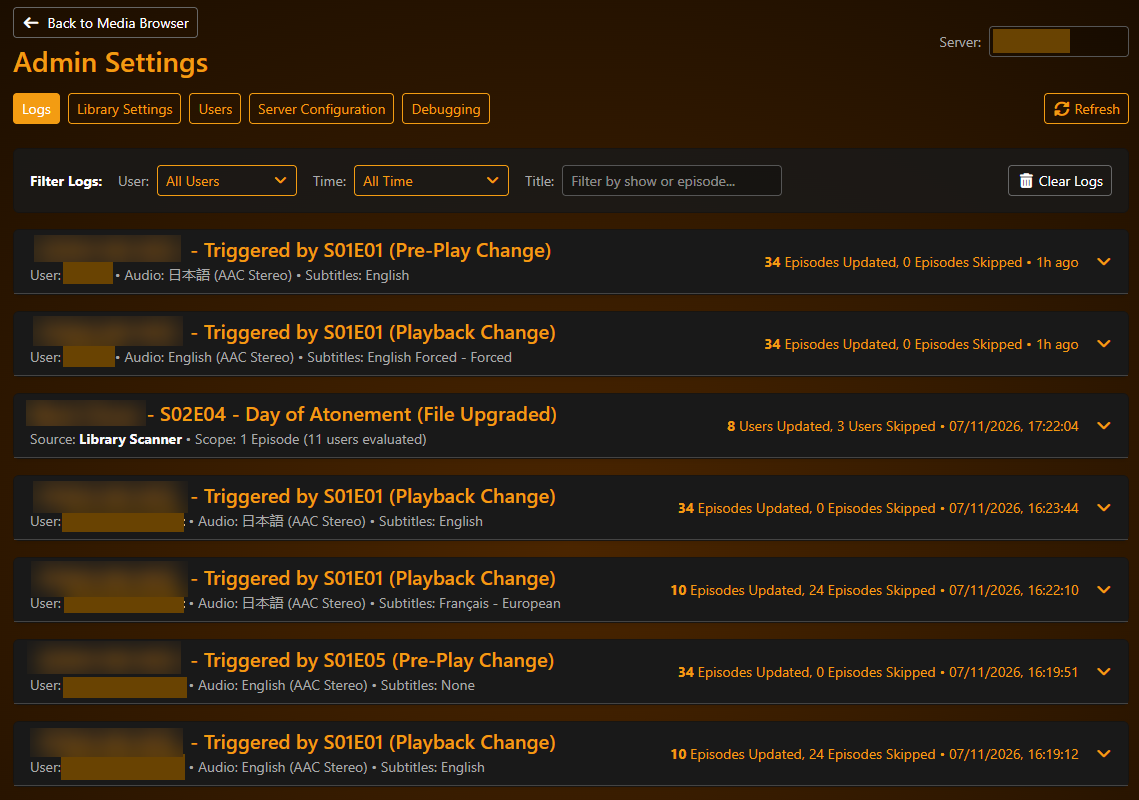 Back to Media Browser
Server:
Admin Settings
Logs Library Settings Users Server Configuration Debugging Refresh
Filter Logs: User: All Users Time: All Time Title: Filter by show or episode... Clear Logs
- Triggered by S01E01 (Pre-Play Change)
User: • Audio: 日本語 (AAC Stereo) • Subtitles: English
34 Episodes Updated, 0 Episodes Skipped • 1h ago
- Triggered by S01E01 (Playback Change)
User: • Audio: English (AAC Stereo) • Subtitles: English Forced - Forced
34 Episodes Updated, 0 Episodes Skipped • 1h ago
- S02E04 - Day of Atonement (File Upgraded)
Source: Library Scanner • Scope: 1 Episode (11 users evaluated)
8 Users Updated, 3 Users Skipped • 07/11/2026, 17:22:04
- Triggered by S01E01 (Playback Change)
User: • Audio: 日本語 (AAC Stereo) • Subtitles: English
34 Episodes Updated, 0 Episodes Skipped • 07/11/2026, 16:23:44
- Triggered by S01E01 (Playback Change)
User: • Audio: 日本語 (AAC Stereo) • Subtitles: Français - European
10 Episodes Updated, 24 Episodes Skipped • 07/11/2026, 16:22:10
- Triggered by S01E05 (Pre-Play Change)
User: • Audio: English (AAC Stereo) • Subtitles: None
34 Episodes Updated, 0 Episodes Skipped • 07/11/2026, 16:19:51
- Triggered by S01E01 (Playback Change)
User: • Audio: English (AAC Stereo) • Subtitles: English
10 Episodes Updated, 24 Episodes Skipped • 07/11/2026, 16:19:12